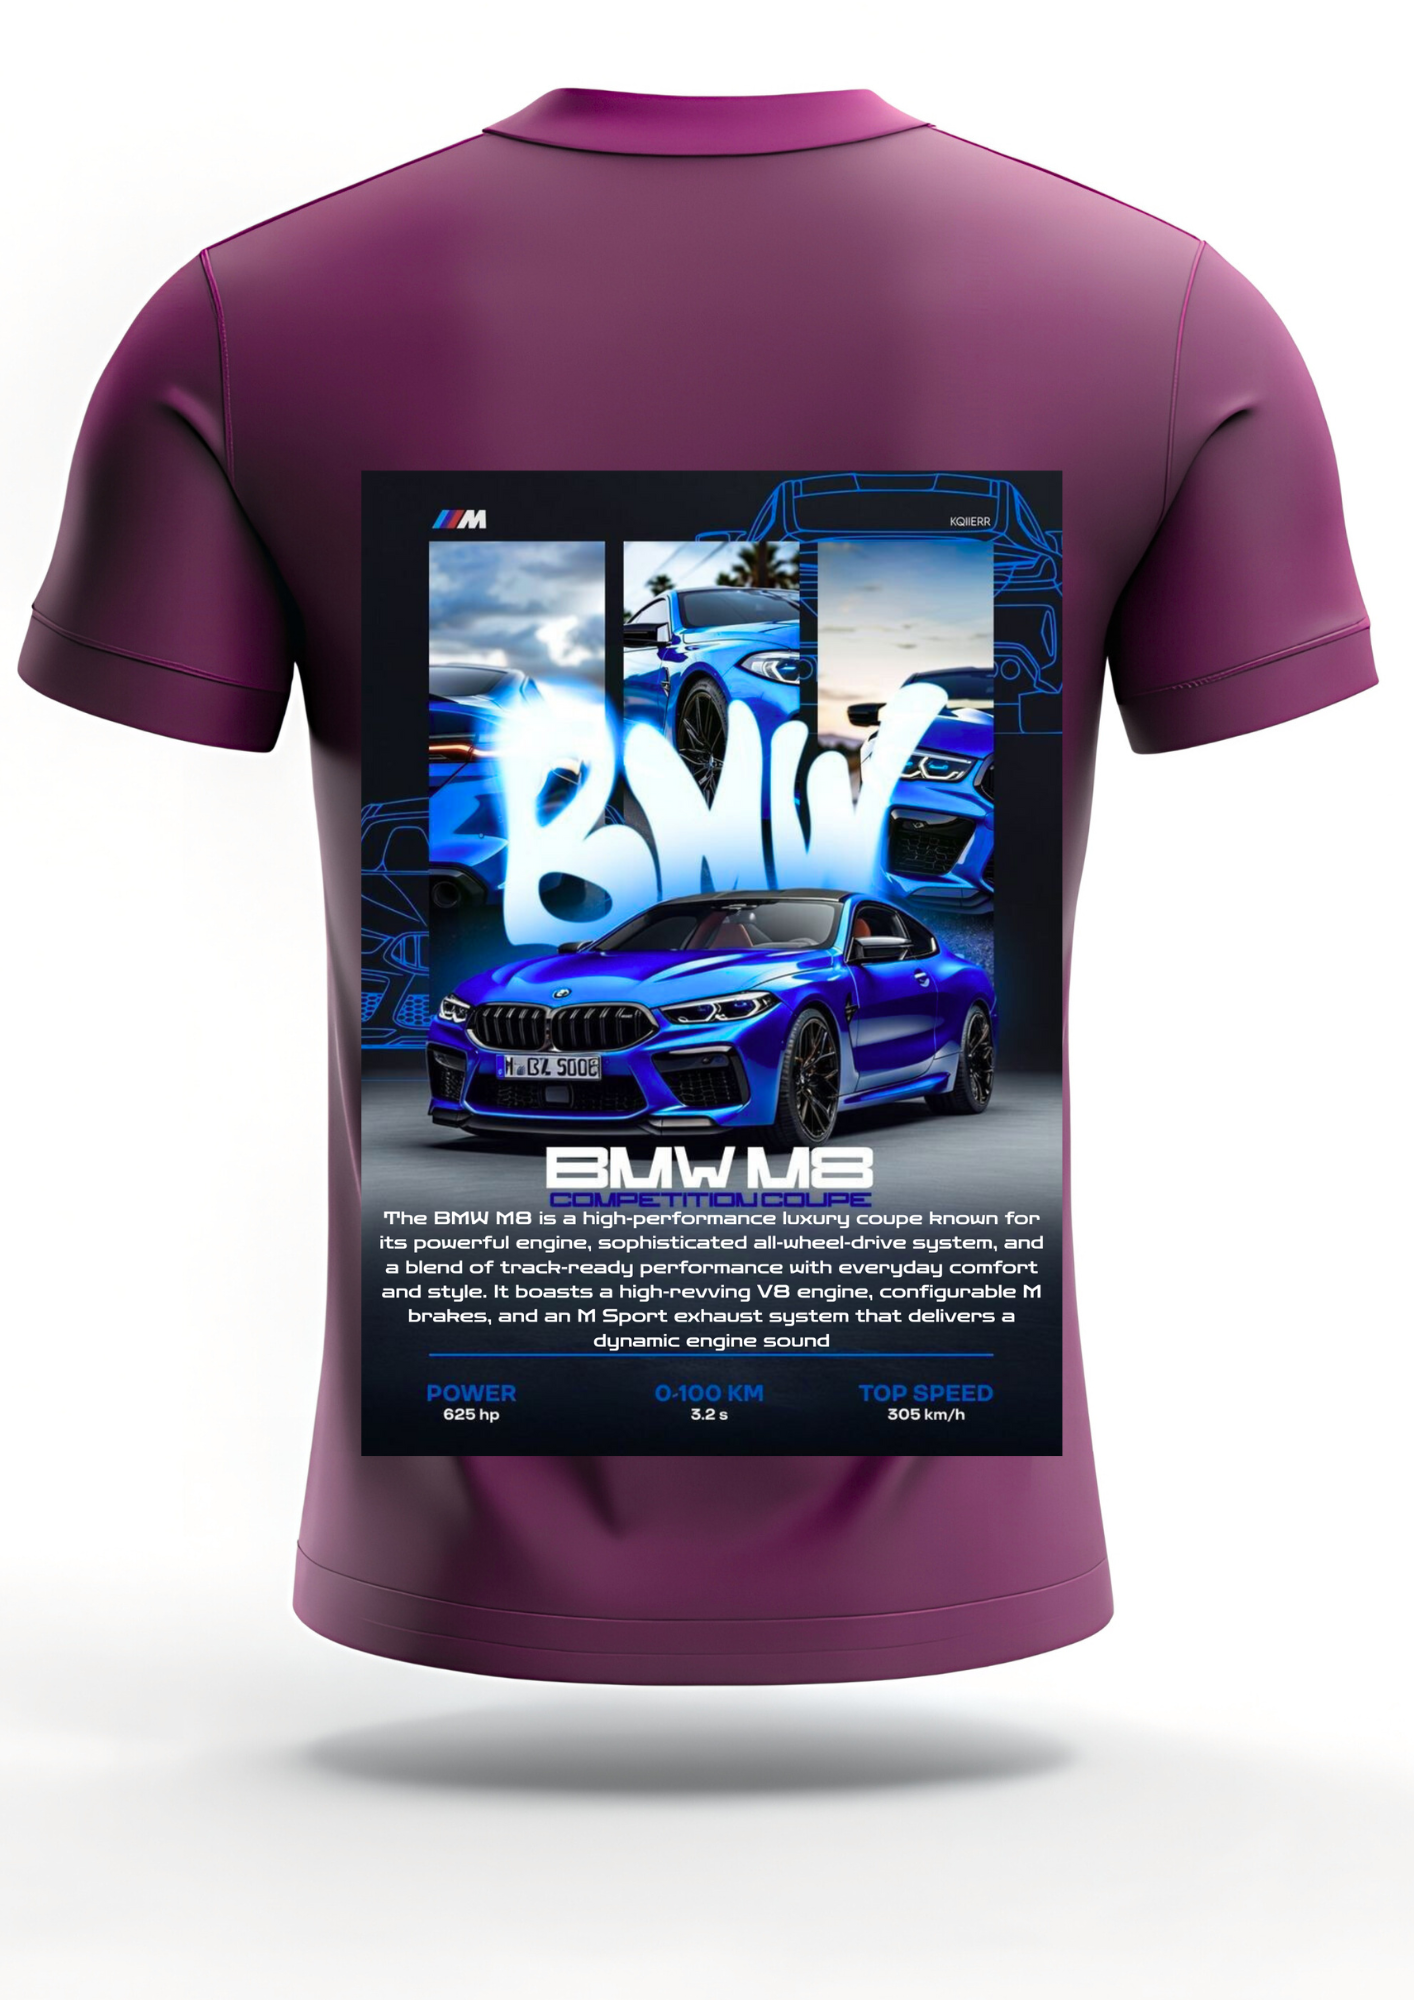 M
KQIIERR
BMW
BMW M8
COMPETITION COUPE
The BMW M8 is a high-performance luxury coupe known for
its powerful engine, sophisticated all-wheel-drive system, and
a blend of track-ready performance with everyday comfort
and style. It boasts a high-revving V8 engine, configurable M
brakes, and an M Sport exhaust system that delivers a
dynamic engine sound
POWER 0-100 KM TOP SPEED
625 hp 3.2 s 305 km/h